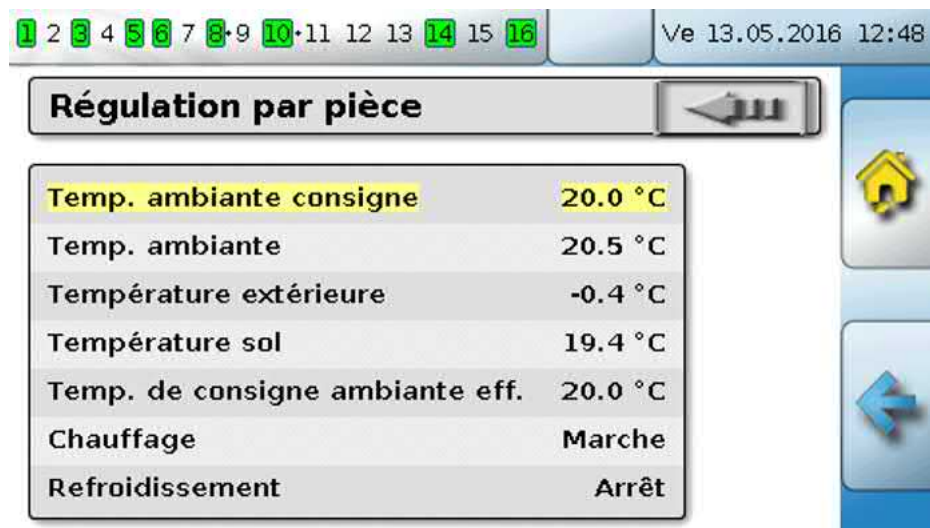 1 2 3 4 5 6 7 8·9 10·11 12 13 14 15 16 Ve 13.05.2016 12:48
Régulation par pièce
Temp. ambiante consigne 20.0 °C
Temp. ambiante 20.5 °C
Température extérieure -0.4 °C
Température sol 19.4 °C
Temp. de consigne ambiante eff. 20.0 °C
Chauffage Marche
Refroidissement Arrêt